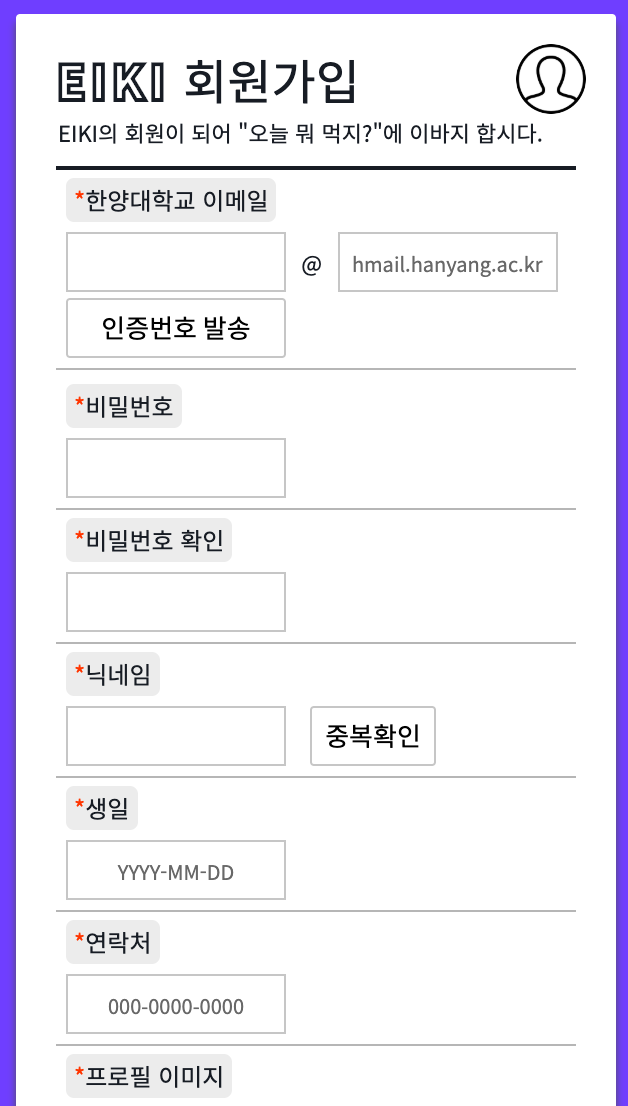 EIKI 회원가입
EIKI의 회원이 되어 "오늘 뭐 먹지?"에 이바지 합시다.
*한양대학교 이메일
@ hmail.hanyang.ac.kr
인증번호 발송
*비밀번호
*비밀번호 확인
*닉네임
중복확인
*생일
YYYY-MM-DD
*연락처
000-0000-0000
*프로필 이미지